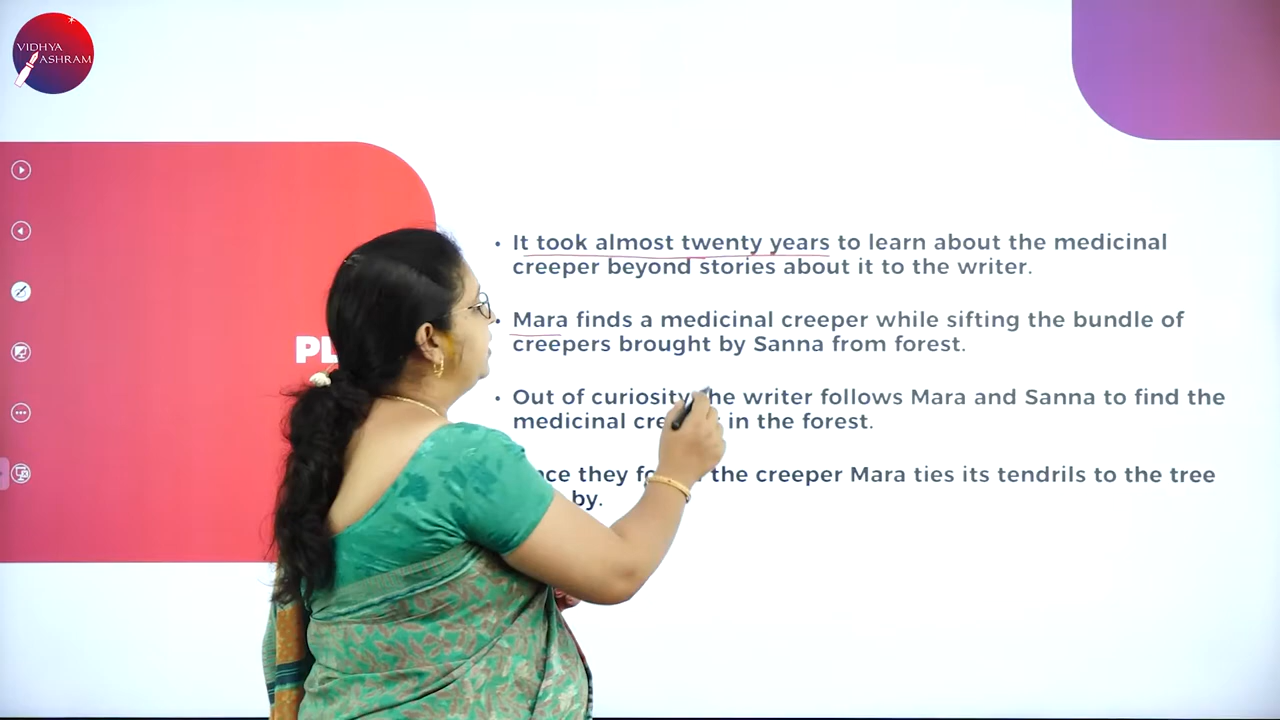 VIDHYA
ASHRAM
PL
• It took almost twenty years to learn about the medicinal
creeper beyond stories about it to the writer.
• Mara finds a medicinal creeper while sifting the bundle of
creepers brought by Sanna from forest.
• Out of curiosity the writer follows Mara and Sanna to find the
medicinal in the forest.
they the creeper Mara ties its tendrils to the tree
by.